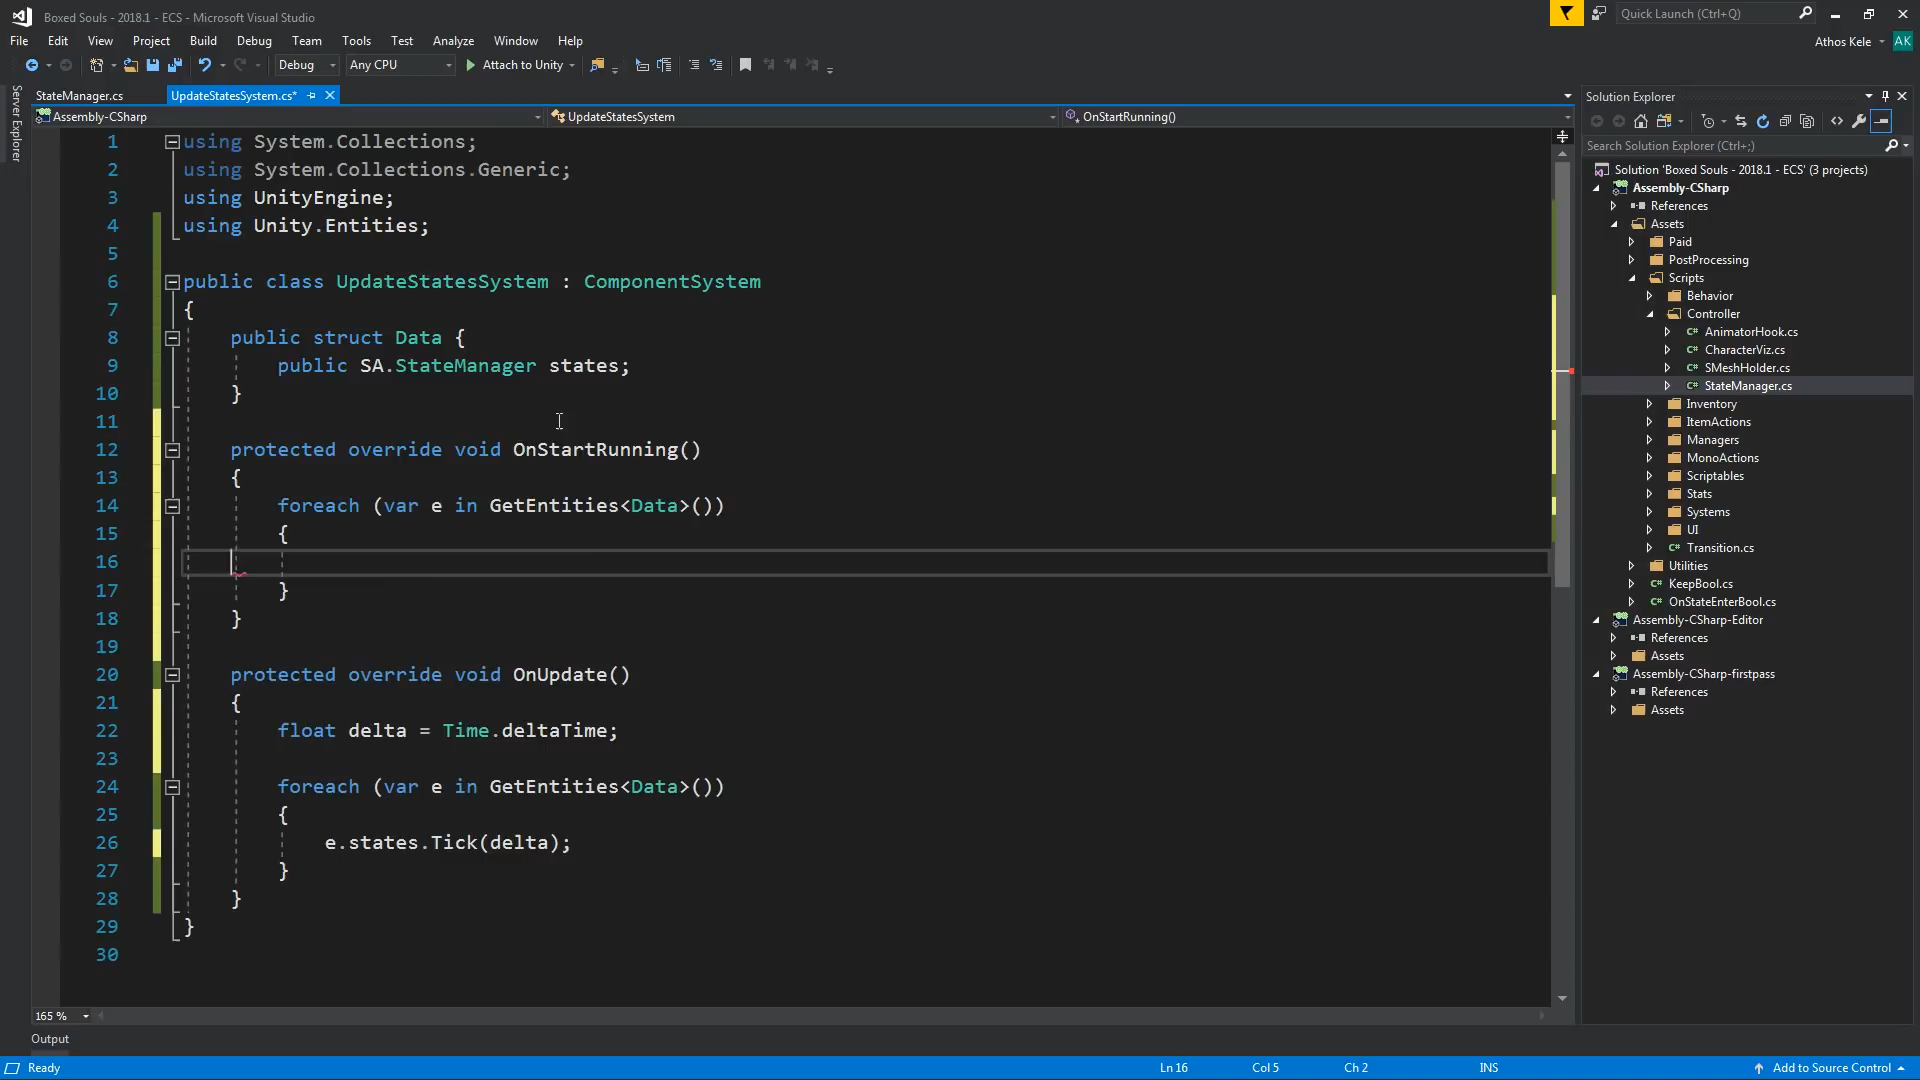 Boxed Souls - 2018.1 - ECS - Microsoft Visual Studio
Quick Launch (Ctrl+Q)
File Edit View Project Build Debug Team Tools Test Analyze Window Help
Athos Kele AK
Debug Any CPU Attach to Unity
Server Explorer
StateManager.cs UpdateStatesSystem.cs*
Assembly-CSharp UpdateStatesSystem OnStartRunning()
1 using System.Collections;
2 using System.Collections.Generic;
3 using UnityEngine;
4 using Unity.Entities;
5
6 public class UpdateStatesSystem : ComponentSystem
7 {
8 public struct Data {
9 public SA.StateManager states;
10 }
11
12 protected override void OnStartRunning()
13 {
14 foreach (var e in GetEntities<Data>())
15 {
16
17 }
18 }
19
20 protected override void OnUpdate()
21 {
22 float delta = Time.deltaTime;
23
24 foreach (var e in GetEntities<Data>())
25 {
26 e.states.Tick(delta);
27 }
28 }
29 }
30
165 %
Output
Solution Explorer
Search Solution Explorer (Ctrl+;)
Solution 'Boxed Souls - 2018.1 - ECS' (3 projects)
Assembly-CSharp
References
Assets
Paid
PostProcessing
Scripts
Behavior
Controller
C# AnimatorHook.cs
C# CharacterViz.cs
C# SMeshHolder.cs
C# StateManager.cs
Inventory
ItemActions
Managers
MonoActions
Scriptables
Stats
Systems
UI
C# Transition.cs
Utilities
C# KeepBool.cs
C# OnStateEnterBool.cs
Assembly-CSharp-Editor
References
Assets
Assembly-CSharp-firstpass
References
Assets
Ready Ln 16 Col 5 Ch 2 INS Add to Source Control